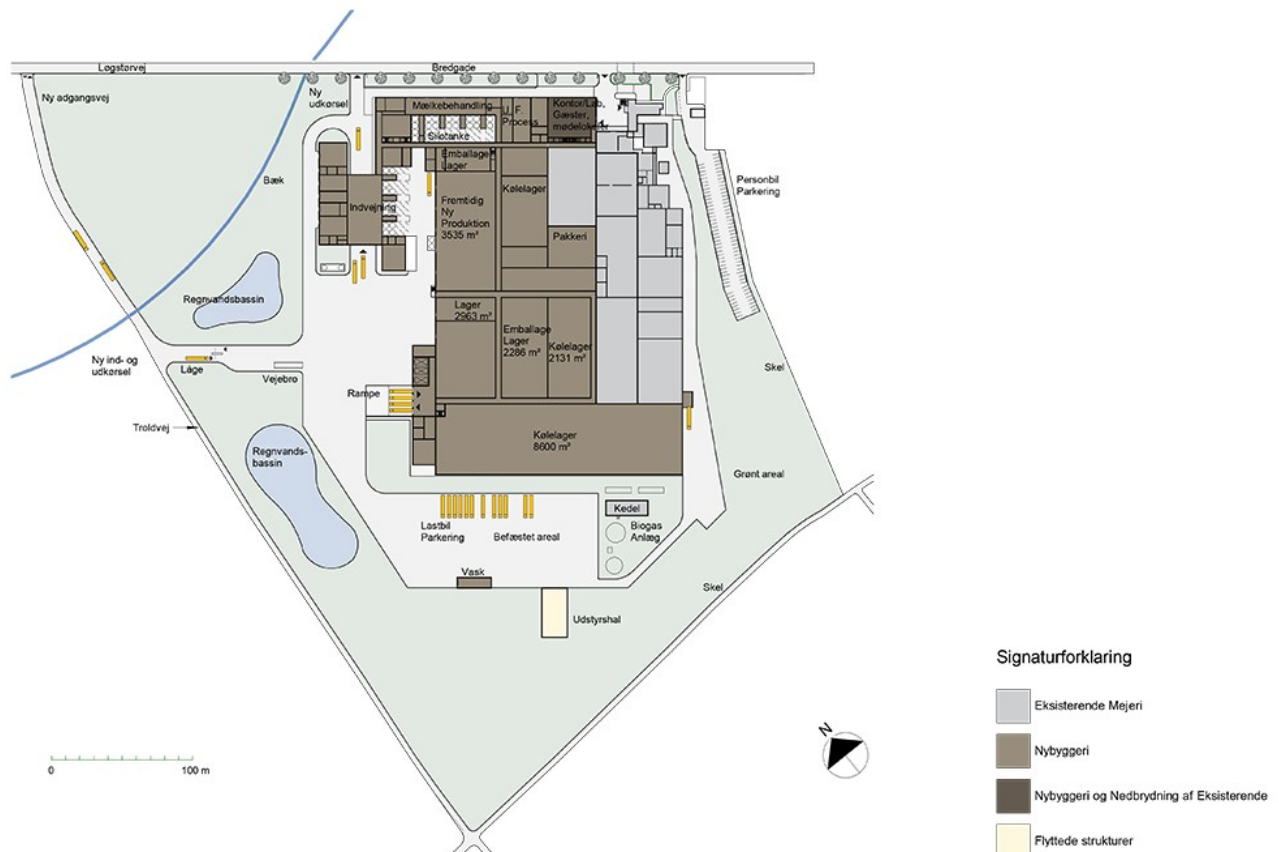 Løgstørvej
Bredgade
Ny adgangsvej
Ny
udkørsel
Mælkebehandling
U.F.
Process
Kontor/Lab,
Gæster,
Silotanke
Emballage
Lager
Bæk
Kølelager
Personbil
Parkering
Indvejning
Fremtidig
Ny
Produktion
3535 m²
Pakkeri
Regnvandsbassin
Lager
2963 m²
Emballage
Lager
2286 m²
Kølelager
2131 m²
Ny ind- og
udkørsel
Låge
Vejebro
Skel
Rampe
Troldvej
Kølelager
8600 m²
Regnvands-
bassin
Grønt areal
Kedel
Lastbil
Parkering
Befæstet areal
Biogas
Anlæg
Vask
Skel
Udstyrshal
Signaturforklaring
Eksisterende Mejeri
Nybyggeri
Nybyggeri og Nedbrydning af Eksisterende
Flyttede strukturer
N
0
100 m